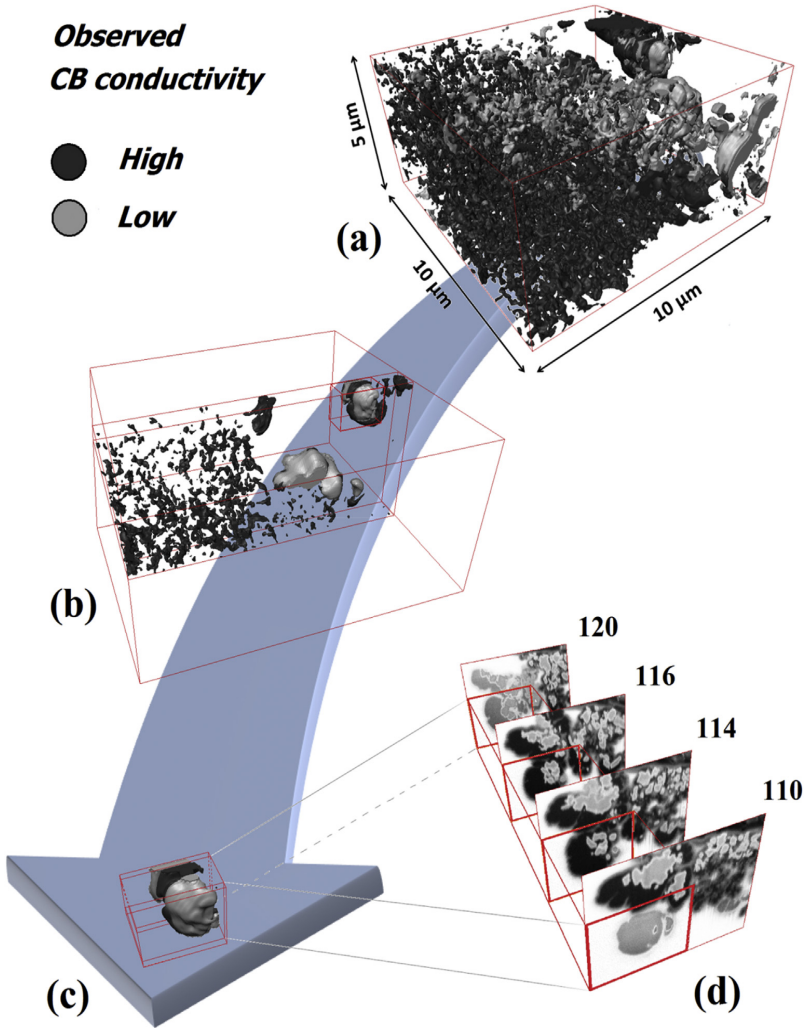 Observed
CB conductivity
High
Low
5 µm
(a)
10 µm
10 µm
(b)
120
116
114
110
(c)
(d)